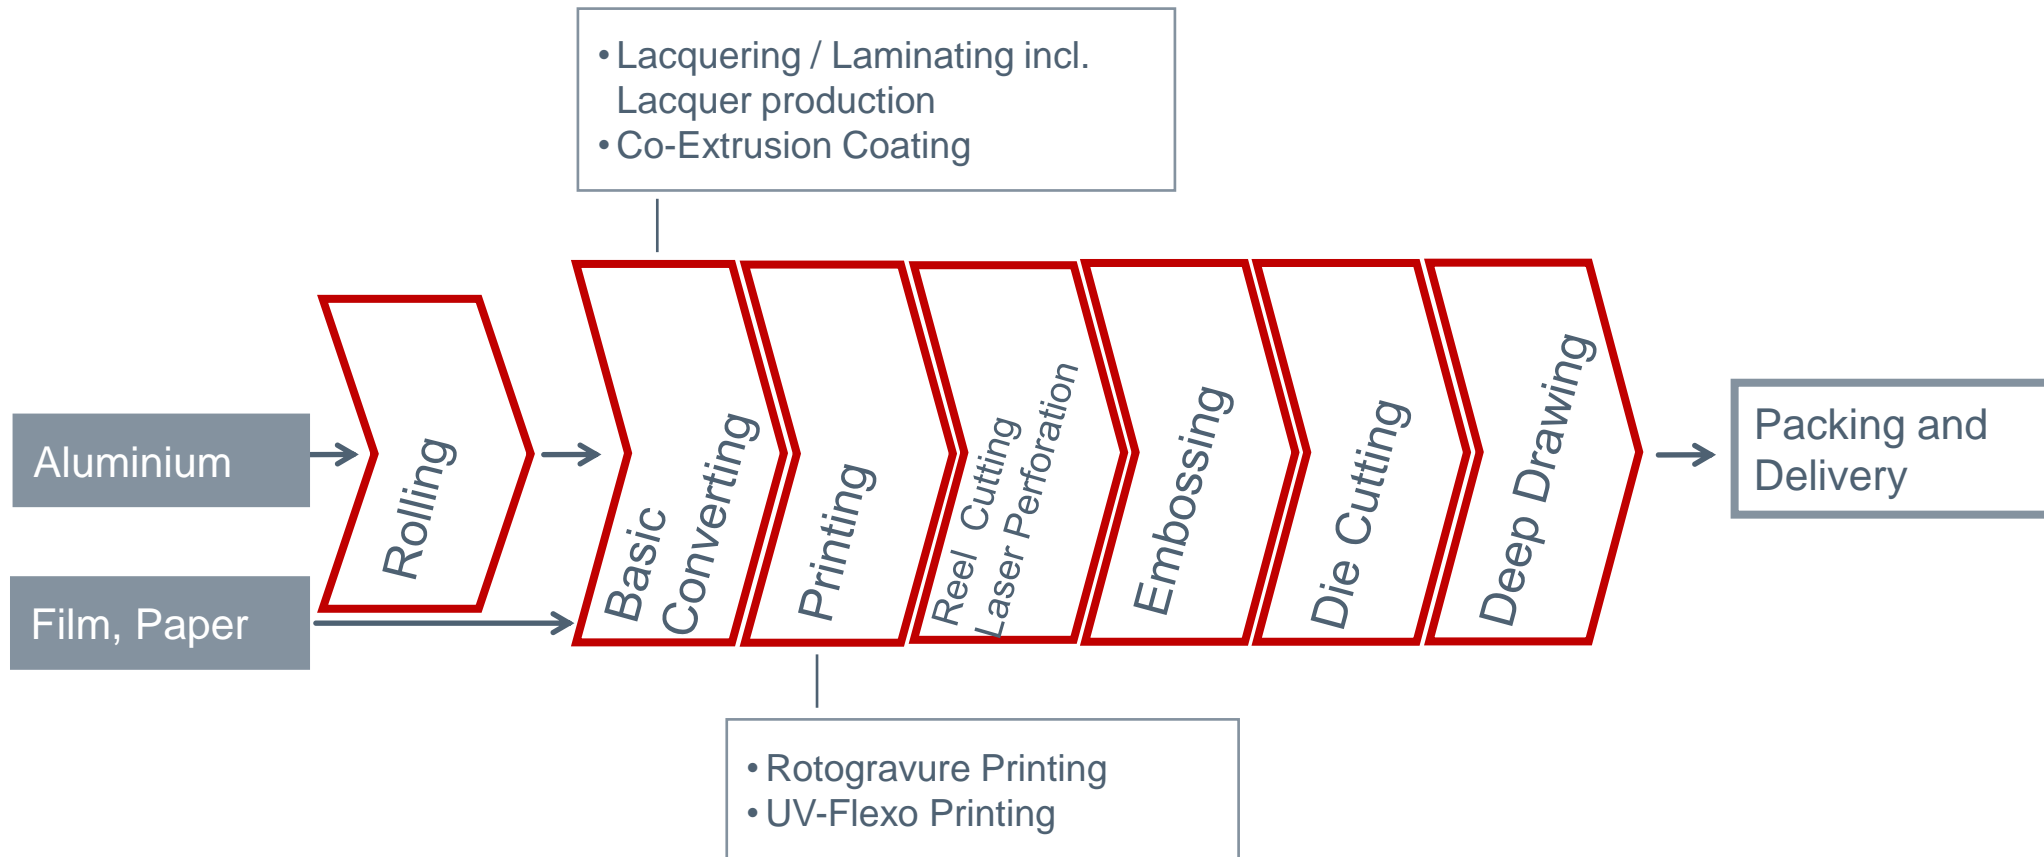 • Lacquering / Laminating incl.
Lacquer production
• Co-Extrusion Coating
Aluminium
Film, Paper
Rolling
Basic
Converting
Printing
Reel Cutting
Laser Perforation
Embossing
Die Cutting
Deep Drawing
Packing and
Delivery
• Rotogravure Printing
• UV-Flexo Printing